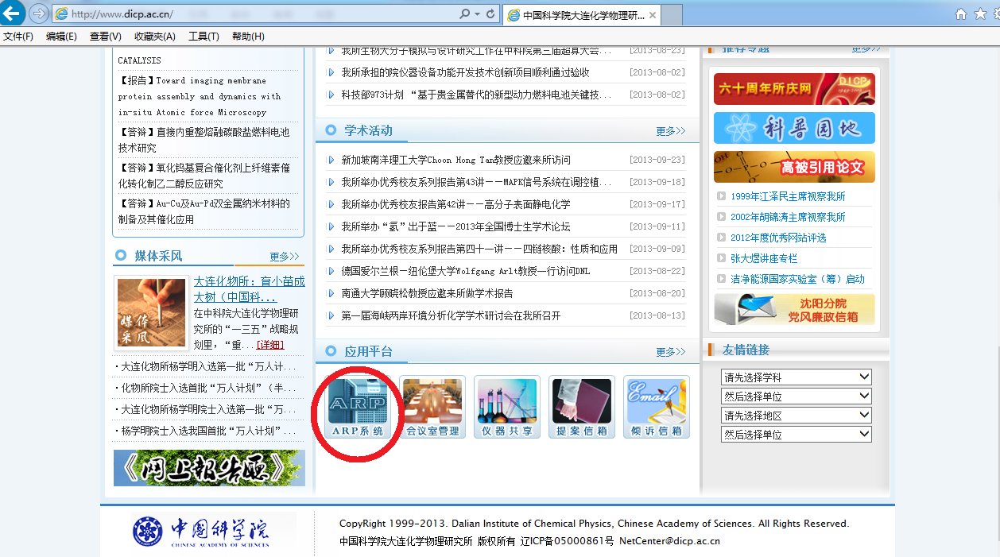 http://www.dicp.ac.cn/
中国科学院大连化学物理研...
文件(F) 编辑(E) 查看(V) 收藏夹(A) 工具(T) 帮助(H)
CATALYSIS
【报告】Toward imaging membrane
protein assembly and dynamics with
in-situ Atomic force Microscopy
【答辩】直接内重整熔融碳酸盐燃料电池
技术研究
【答辩】氧化钨基复合催化剂上纤维素催
化转化制乙二醇反应研究
【答辩】Au-Cu及Au-Pd双金属纳米材料的
制备及其催化应用
媒体采风 更多>>
媒体
采风
大连化物所：育小苗成
大树（中国科...
在中科院大连化学物理研
究所的“一三五”战略规
划里，“重...[详细]
·大连化物所杨学明入选第一批“万人计...
·化物所院士入选首批“万人计划”（半...
·大连化物所杨学明院士入选第一批“万...
·杨学明院士入选我国首批“万人计划”...
《网上报告厅》
我所生物大分子模拟与设计研究工作在中科院第三届超算大会... [2013-08-23]
我所承担的院仪器设备功能开发技术创新项目顺利通过验收 [2013-08-02]
科技部973计划 “基于贵金属替代的新型动力燃料电池关键技... [2013-08-02]
学术活动 更多>>
新加坡南洋理工大学Choon Hong Tan教授应邀来所访问 [2013-09-23]
我所举办优秀校友系列报告第43讲－－MAPK信号系统在调控植... [2013-09-18]
我所举办优秀校友报告第42讲－－高分子表面静电化学 [2013-09-17]
我所举办“氢”出于蓝－－2013年全国博士生学术论坛 [2013-09-11]
我所举办优秀校友系列报告第四十一讲－－四链核酸：性质和应用 [2013-09-09]
德国爱尔兰根－纽伦堡大学Wolfgang Arlt教授一行访问DNL [2013-08-22]
南通大学顾晓松教授应邀来所做学术报告 [2013-08-20]
第一届海峡两岸环境分析化学学术研讨会在我所召开 [2013-08-13]
应用平台 更多>>
ARP
ARP系统
会议室管理
仪器共享
提案信箱
Email
倾诉信箱
推荐专题 更多>>
六十周年所庆网 DICP
科普园地
OH
高被引用论文
1999年江泽民主席视察我所
2002年胡锦涛主席视察我所
2012年度优秀网站评选
张大煜讲座专栏
洁净能源国家实验室（筹）启动
沈阳分院
党风廉政信箱
友情链接
请先选择学科
然后选择单位
请先选择地区
然后选择单位
中国科学院
CHINESE ACADEMY OF SCIENCES
CopyRight 1999-2013. Dalian Institute of Chemical Physics, Chinese Academy of Sciences. All Rights Reserved.
中国科学院大连化学物理研究所 版权所有 辽ICP备05000861号 NetCenter@dicp.ac.cn